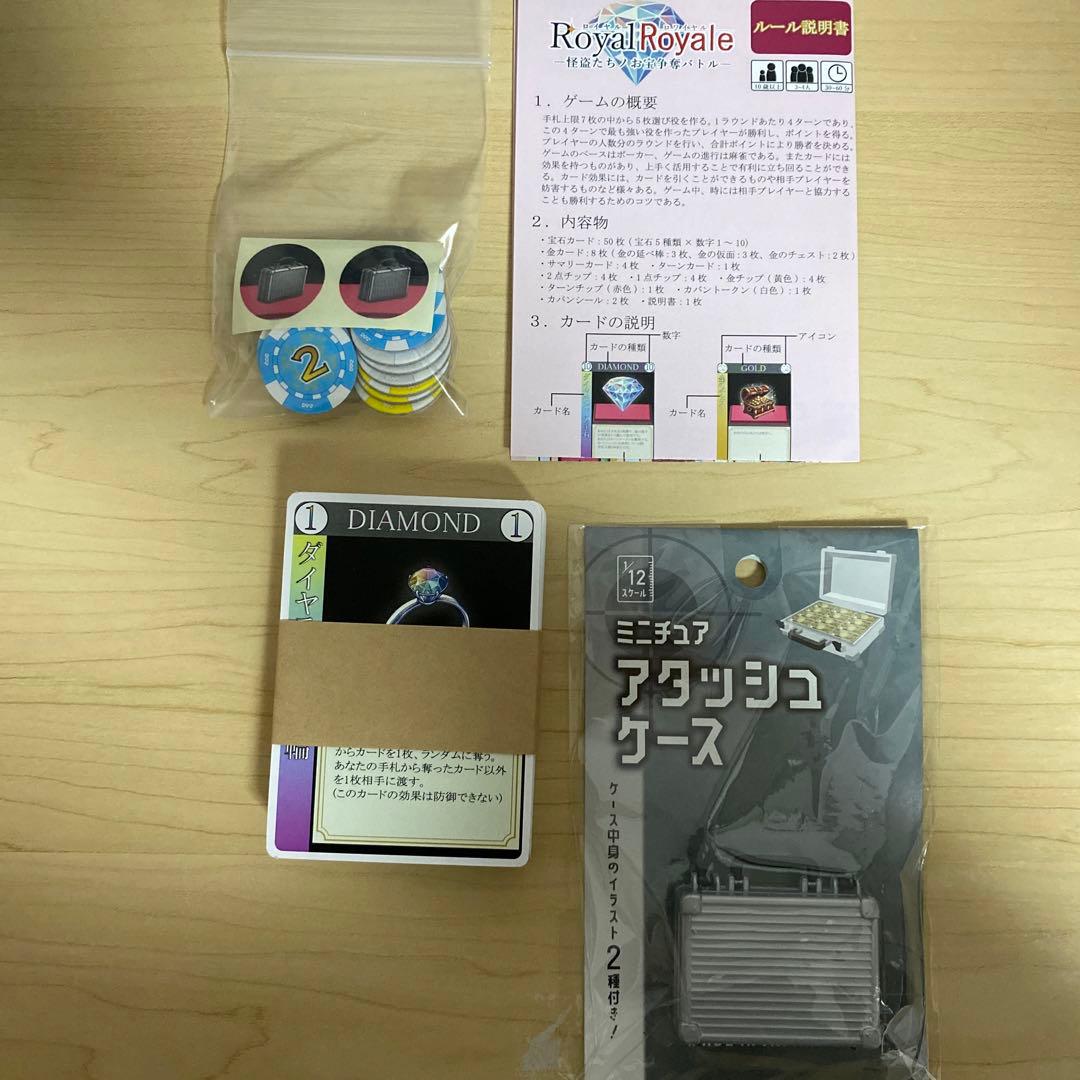 ロイヤル ロワイヤル
RoyalRoyale
―怪盗たちノお宝争奪バトル―
ルール説明書
10歳以上 3~4人 30~60分
1. ゲームの概要
手札上限7枚の中から5枚選び役を作る。1ラウンドあたり4ターンであり、
この4ターンで最も強い役を作ったプレイヤーが勝利し、ポイントを得る。
プレイヤーの人数分のラウンドを行い、合計ポイントにより勝者を決める。
ゲームのベースはポーカー、ゲームの進行は麻雀である。またカードには
効果を持つものがあり、上手く活用することで有利に立ち回ることができ
る。カード効果には、カードを引くことができるものや相手プレイヤーを
妨害するものなど様々ある。ゲーム中、時には相手プレイヤーと協力する
ことも勝利するためのコツである。
2. 内容物
・宝石カード:50枚(宝石5種類×数字1~10)
・金カード:8枚(金の延べ棒:3枚、金の仮面:3枚、金のチェスト:2枚)
・サマリーカード:4枚 ・ターンカード:1枚
・2点チップ:4枚 ・1点チップ:4枚 ・金チップ(黄色):4枚
・ターンチップ(赤色):1枚 ・カバントークン(白色):1枚
・カバンシール:2枚 ・説明書:1枚
3. カードの説明
数字
カードの種類
アイコン
カードの種類
10 DIAMOND 10
GOLD
カード名
カード名
2
1 DIAMOND 1
ダイヤ
輪
からカードを1枚、ランダムに奪う。
あなたの手札から奪ったカード以外
を1枚相手に渡す。
(このカードの効果は防御できない)
1/12
スケール
ミニチュア
アタッシュ
ケース
ケース中身のイラスト2種付き!